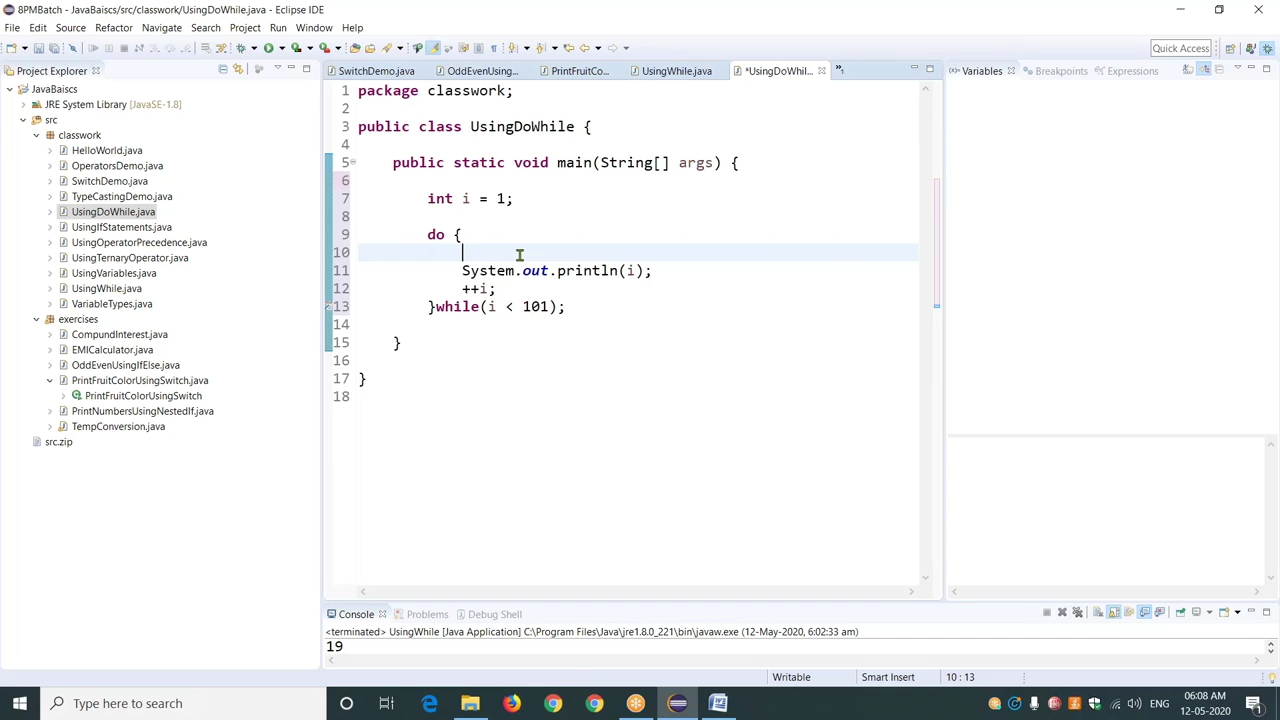 8PMBatch - JavaBaiscs/src/classwork/UsingDoWhile.java - Eclipse IDE
File Edit Source Refactor Navigate Search Project Run Window Help
Quick Access
Project Explorer
SwitchDemo.java
OddEvenUsing...
PrintFruitCo...
UsingWhile.java
*UsingDoWhil...
Variables
Breakpoints
Expressions
JavaBaiscs
JRE System Library [JavaSE-1.8]
src
classwork
HelloWorld.java
OperatorsDemo.java
SwitchDemo.java
TypeCastingDemo.java
UsingDoWhile.java
UsingIfStatements.java
UsingOperatorPrecedence.java
UsingTernaryOperator.java
UsingVariables.java
UsingWhile.java
VariableTypes.java
exercises
CompundInterest.java
EMICalculator.java
OddEvenUsingIfElse.java
PrintFruitColorUsingSwitch.java
PrintFruitColorUsingSwitch
PrintNumbersUsingNestedIf.java
TempConversion.java
src.zip
1 package classwork;
2
3 public class UsingDoWhile {
4
5 public static void main(String[] args) {
6
7 int i = 1;
8
9 do {
10
11 System.out.println(i);
12 ++i;
13 }while(i < 101);
14
15 }
16
17 }
18
Console
Problems
Debug Shell
<terminated> UsingWhile [Java Application] C:\Program Files\Java\jre1.8.0_221\bin\javaw.exe (12-May-2020, 6:02:33 am)
19
Writable
Smart Insert
10 : 13
Type here to search
ENG
06:08 AM
12-05-2020